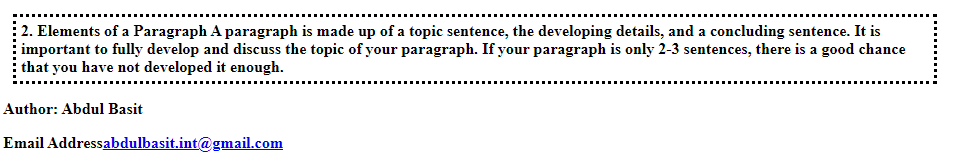 2. Elements of a Paragraph A paragraph is made up of a topic sentence, the developing details, and a concluding sentence. It is
important to fully develop and discuss the topic of your paragraph. If your paragraph is only 2-3 sentences, there is a good chance
that you have not developed it enough.
Author: Abdul Basit
Email Addressabdulbasit.int@gmail.com